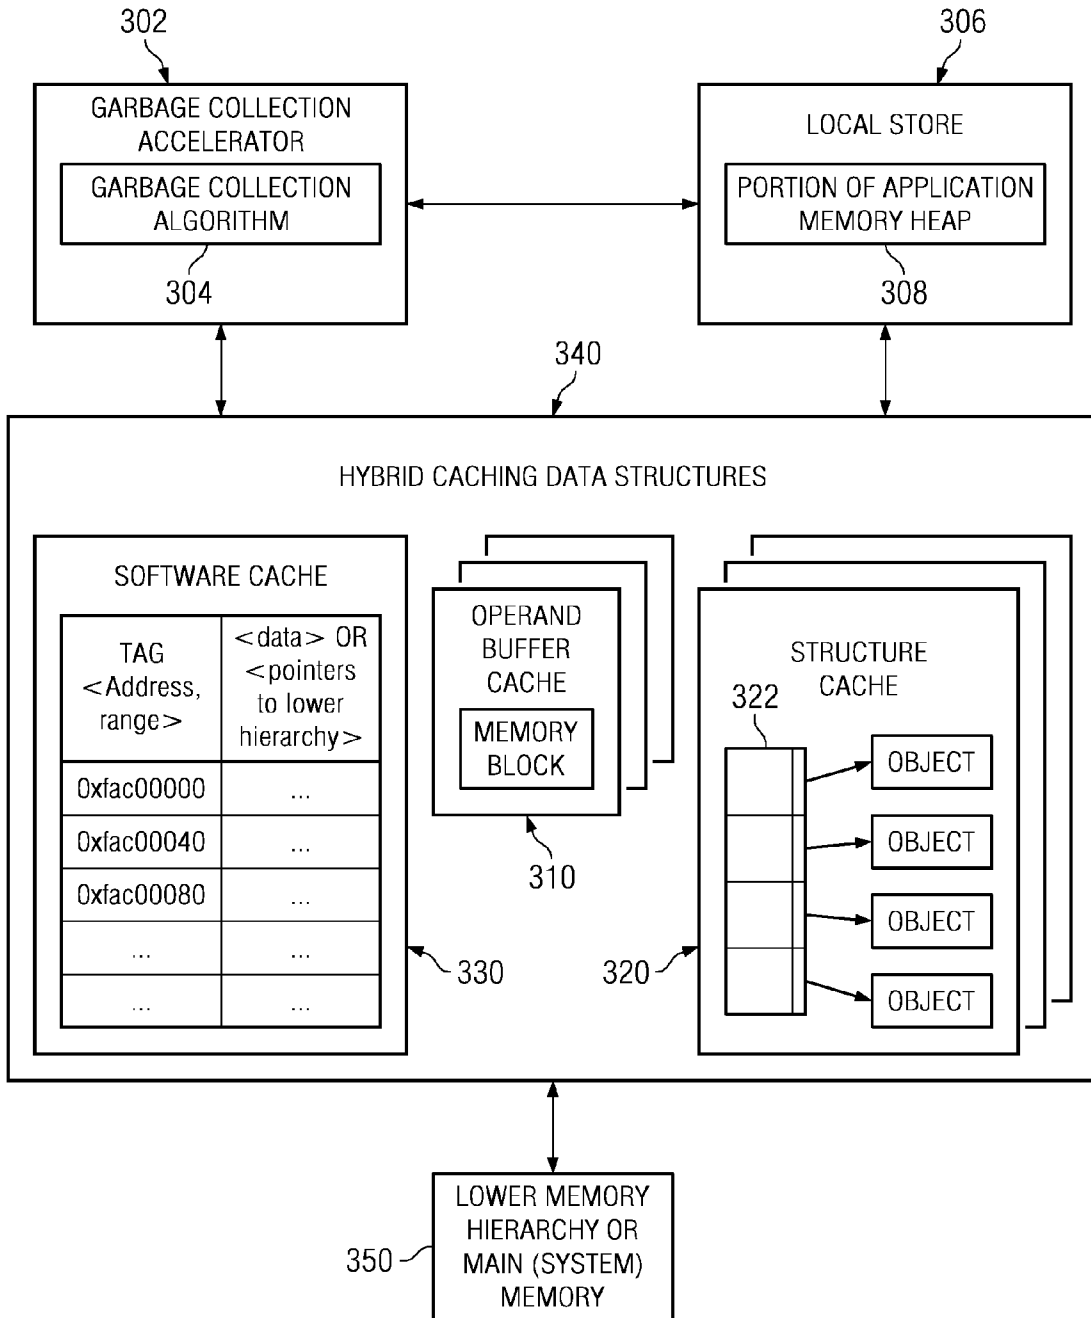 302
306
GARBAGE COLLECTION
ACCELERATOR
GARBAGE COLLECTION
ALGORITHM
304
LOCAL STORE
PORTION OF APPLICATION
MEMORY HEAP
308
340
HYBRID CACHING DATA STRUCTURES
SOFTWARE CACHE
TAG
<Address,
range>
<data> OR
<pointers
to lower
hierarchy>
0xfac00000
...
0xfac00040
...
0xfac00080
...
...
...
...
...
330
OPERAND
BUFFER
CACHE
MEMORY
BLOCK
310
STRUCTURE
CACHE
322
OBJECT
OBJECT
OBJECT
OBJECT
320
LOWER MEMORY
HIERARCHY OR
MAIN (SYSTEM)
MEMORY
350